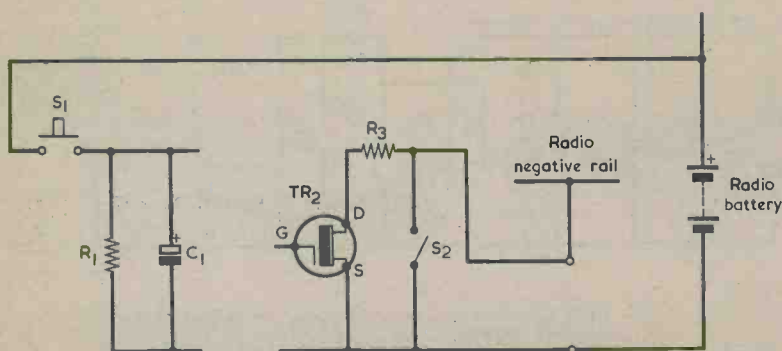 S1
R3
Radio
negative rail
TR2
+
Radio
battery
D
G
R1
+
C1
S2
S